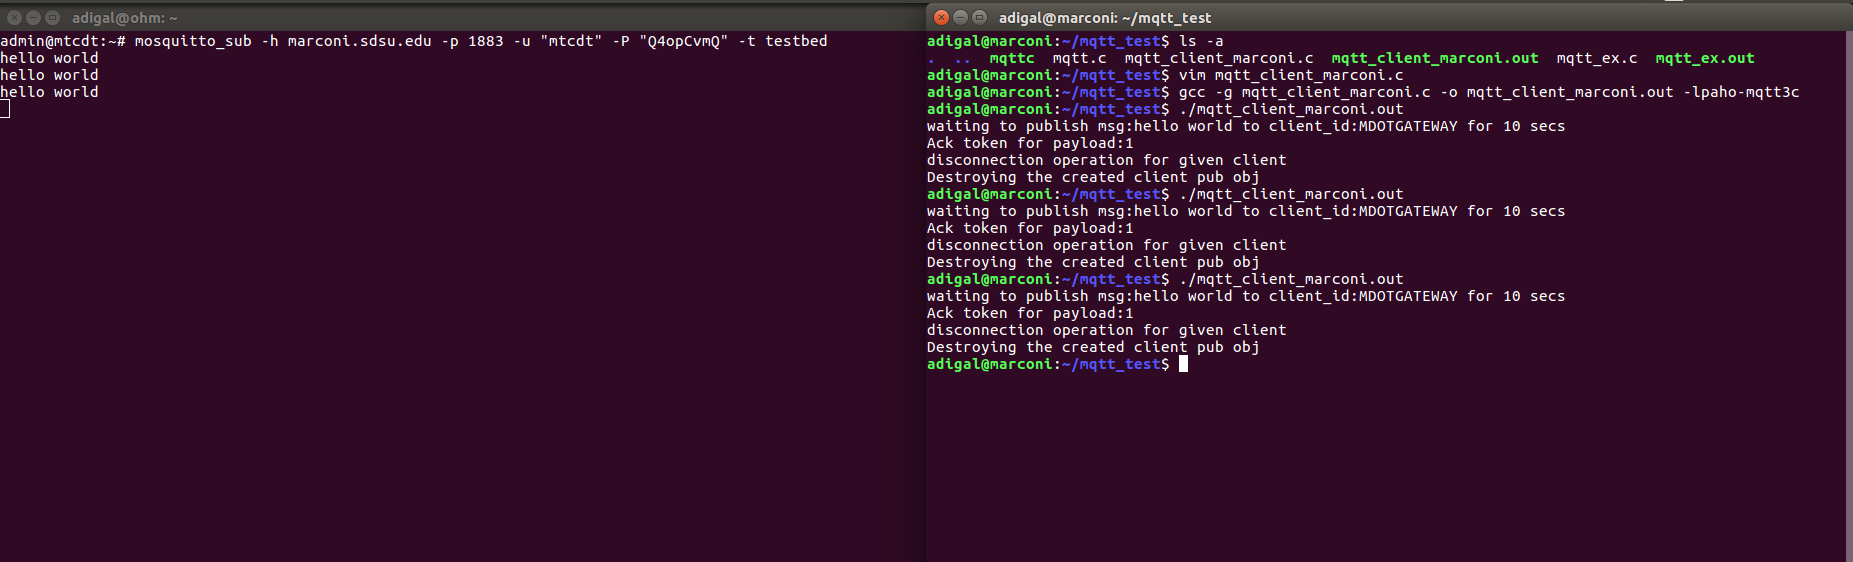 adigal@ohm: ~
admin@mtcdt:~# mosquitto_sub -h marconi.sdsu.edu -p 1883 -u "mtcdt" -P "Q4opCvmQ" -t testbed
hello world
hello world
hello world
adigal@marconi: ~/mqtt_test
adigal@marconi:~/mqtt_test$ ls -a
.  ..  mqttc  mqtt.c  mqtt_client_marconi.c  mqtt_client_marconi.out  mqtt_ex.c  mqtt_ex.out
adigal@marconi:~/mqtt_test$ vim mqtt_client_marconi.c
adigal@marconi:~/mqtt_test$ gcc -g mqtt_client_marconi.c -o mqtt_client_marconi.out -lpaho-mqtt3c
adigal@marconi:~/mqtt_test$ ./mqtt_client_marconi.out
waiting to publish msg:hello world to client_id:MDOTGATEWAY for 10 secs
Ack token for payload:1
disconnection operation for given client
Destroying the created client pub obj
adigal@marconi:~/mqtt_test$ ./mqtt_client_marconi.out
waiting to publish msg:hello world to client_id:MDOTGATEWAY for 10 secs
Ack token for payload:1
disconnection operation for given client
Destroying the created client pub obj
adigal@marconi:~/mqtt_test$ ./mqtt_client_marconi.out
waiting to publish msg:hello world to client_id:MDOTGATEWAY for 10 secs
Ack token for payload:1
disconnection operation for given client
Destroying the created client pub obj
adigal@marconi:~/mqtt_test$